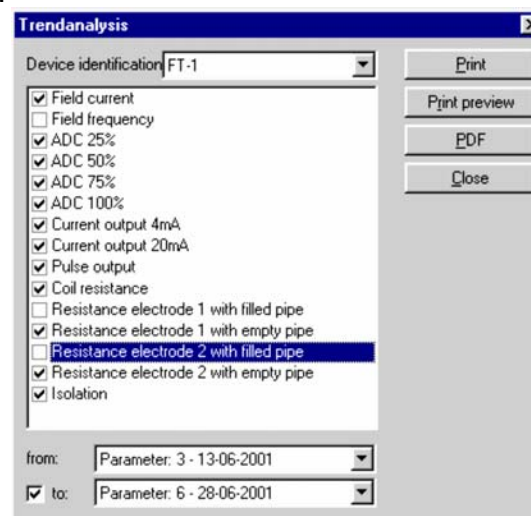 Trendanalysis
Device identification FT-1
Print
Print preview
PDF
Close
Field current
Field frequency
ADC 25%
ADC 50%
ADC 75%
ADC 100%
Current output 4mA
Current output 20mA
Pulse output
Coil resistance
Resistance electrode 1 with filled pipe
Resistance electrode 1 with empty pipe
Resistance electrode 2 with filled pipe
Resistance electrode 2 with empty pipe
Isolation
from: Parameter: 3 - 13-06-2001
to: Parameter: 6 - 28-06-2001